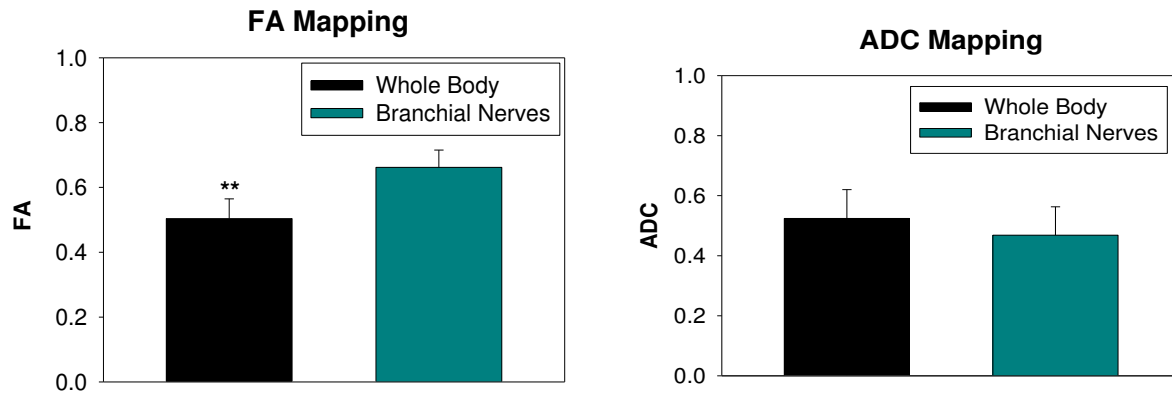 FA Mapping
1.0
0.8
0.6
0.4
0.2
0.0
FA
Whole Body
Branchial Nerves
**
ADC Mapping
1.0
0.8
0.6
0.4
0.2
0.0
ADC
Whole Body
Branchial Nerves